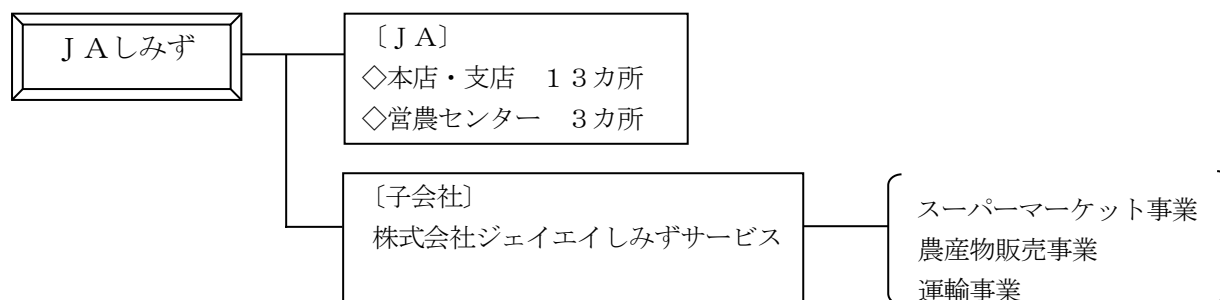 ＪＡしみず
〔ＪＡ〕
◇本店・支店　１３カ所
◇営農センター　３カ所
〔子会社〕
株式会社ジェイエイしみずサービス
スーパーマーケット事業
農産物販売事業
運輸事業